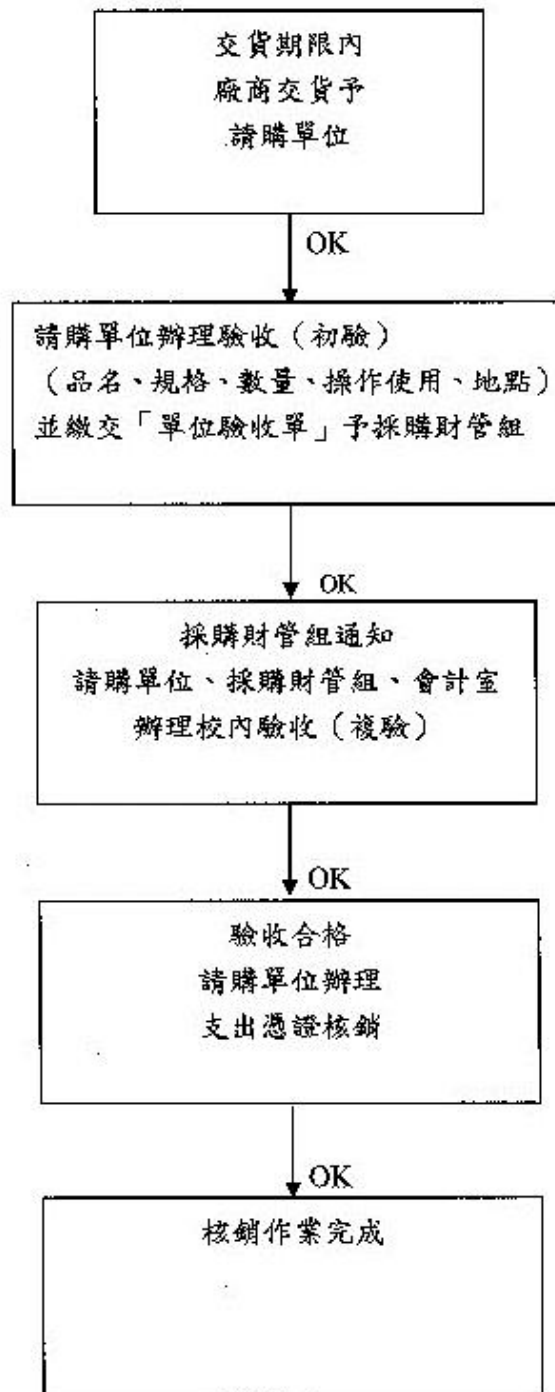 交貨期限內
廠商交貨予
請購單位
OK
請購單位辦理驗收（初驗）
（品名、規格、數量、操作使用、地點）
並繳交「單位驗收單」予採購財管組
OK
採購財管組通知
請購單位、採購財管組、會計室
辦理校內驗收（複驗）
OK
驗收合格
請購單位辦理
支出憑證核銷
OK
核銷作業完成